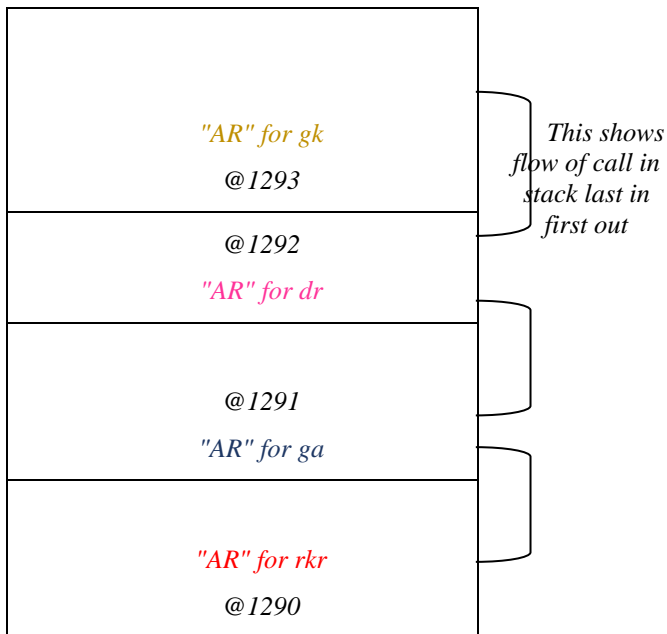 "AR" for gk
@1293
This shows
flow of call in
stack last in
first out
@1292
"AR" for dr
@1291
"AR" for ga
"AR" for rkr
@1290